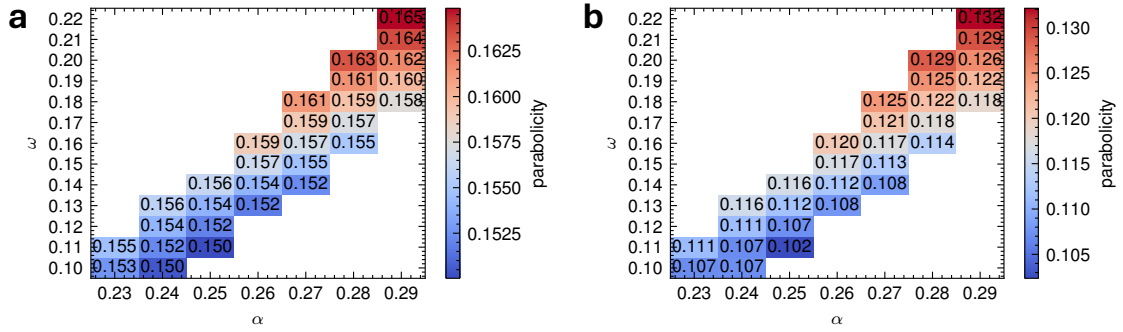 a
0.22 0.165
0.21 0.164
0.20 0.163 0.162
0.19 0.161 0.160
0.18 0.161 0.159 0.158
0.17 0.159 0.157
0.16 0.159 0.157 0.155
0.15 0.157 0.155
0.14 0.156 0.154 0.152
0.13 0.156 0.154 0.152
0.12 0.154 0.152
0.11 0.155 0.152 0.150
0.10 0.153 0.150
ω
0.23 0.24 0.25 0.26 0.27 0.28 0.29
α
0.1625
0.1600
0.1575
0.1550
0.1525
parabolicity
b
0.22 0.132
0.21 0.129
0.20 0.129 0.126
0.19 0.125 0.122
0.18 0.125 0.122 0.118
0.17 0.121 0.118
0.16 0.120 0.117 0.114
0.15 0.117 0.113
0.14 0.116 0.112 0.108
0.13 0.116 0.112 0.108
0.12 0.111 0.107
0.11 0.111 0.107 0.102
0.10 0.107 0.107
ω
0.23 0.24 0.25 0.26 0.27 0.28 0.29
α
0.130
0.125
0.120
0.115
0.110
0.105
parabolicity